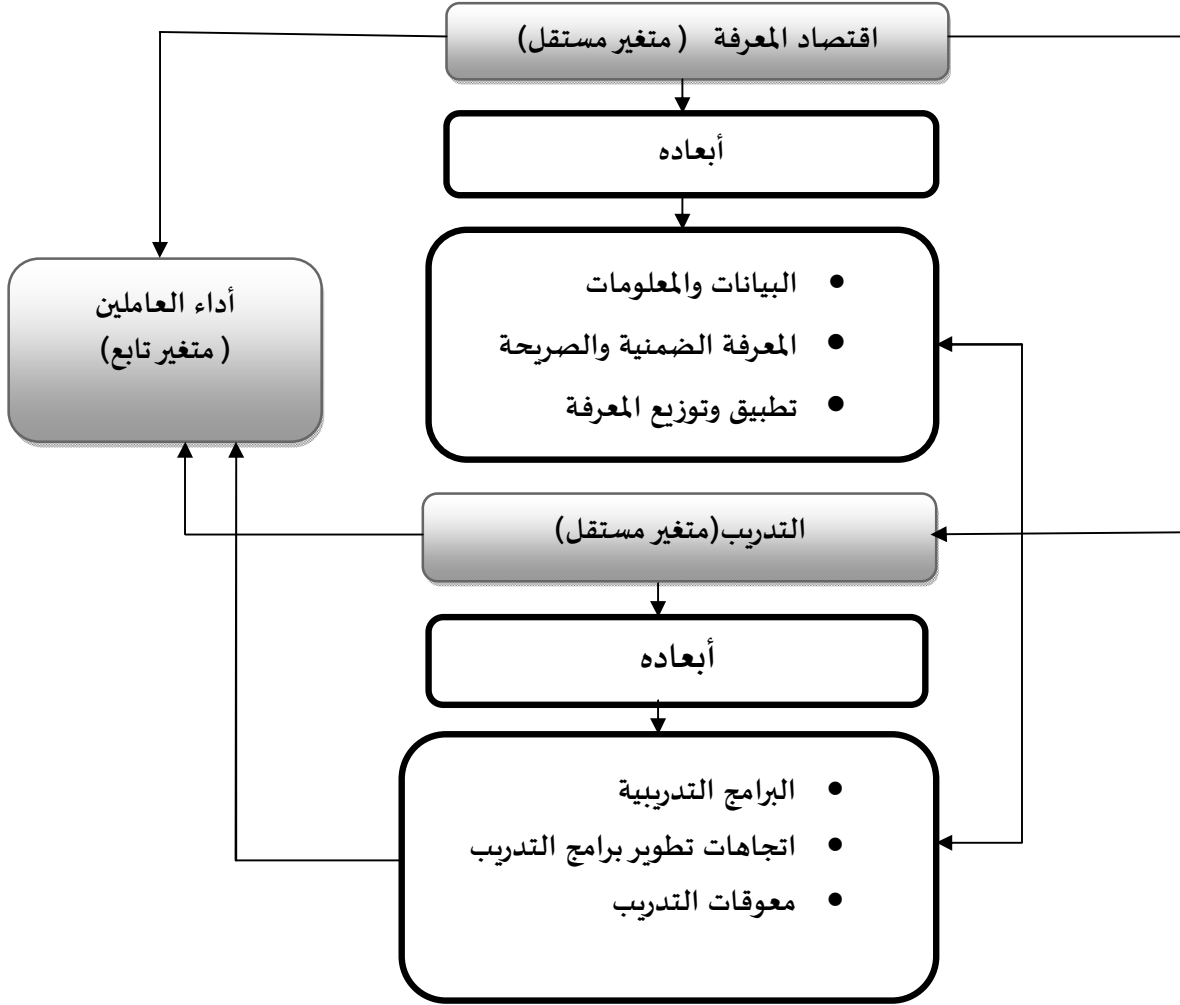 اقتصاد المعرفة ( متغير مستقل)
أبعاده
• البيانات والمعلومات
• المعرفة الضمنية والصريحة
• تطبيق وتوزيع المعرفة
أداء العاملين
( متغير تابع)
التدريب(متغير مستقل)
أبعاده
• البرامج التدريبية
• اتجاهات تطوير برامج التدريب
• معوقات التدريب